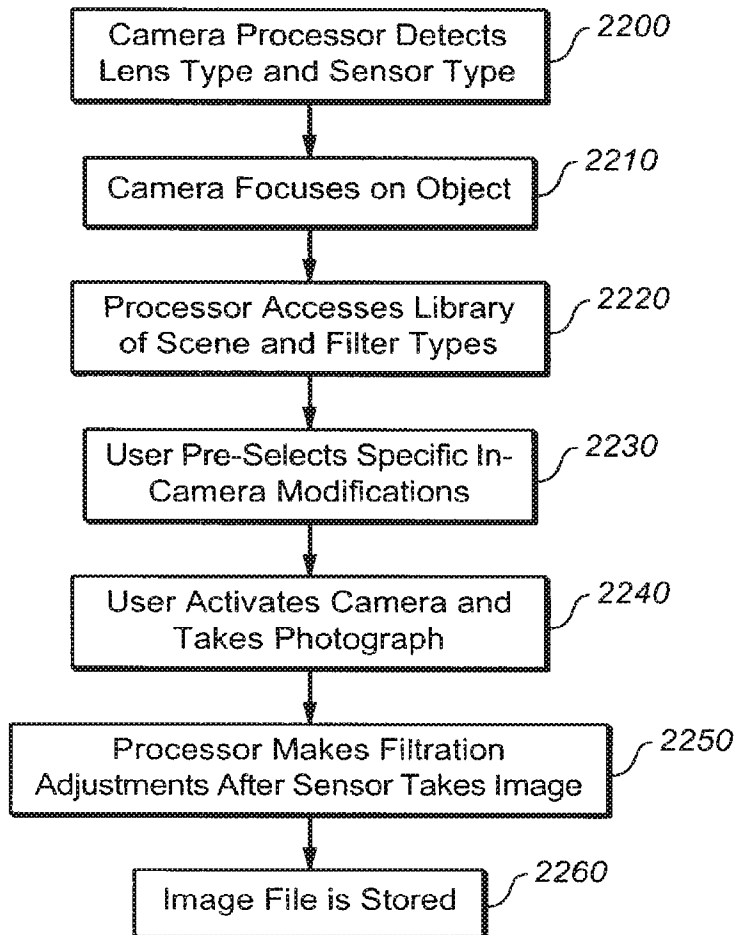 Camera Processor Detects
Lens Type and Sensor Type
2200
Camera Focuses on Object
2210
Processor Accesses Library
of Scene and Filter Types
2220
User Pre-Selects Specific In-
Camera Modifications
2230
User Activates Camera and
Takes Photograph
2240
Processor Makes Filtration
Adjustments After Sensor Takes Image
2250
Image File is Stored
2260